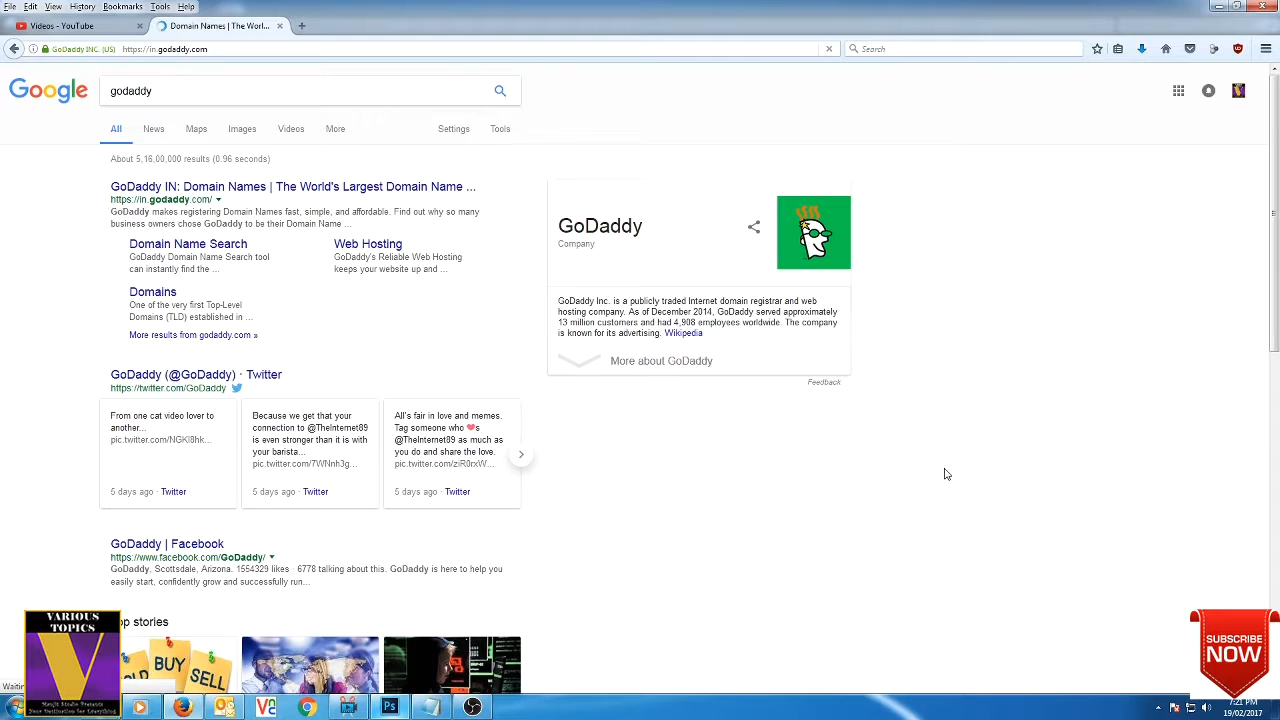 File Edit View History Bookmarks Tools Help
Videos - YouTube
Domain Names | The Worl...
GoDaddy INC. (US) https://in.godaddy.com
Search
Google
godaddy
All News Maps Images Videos More Settings Tools
About 5,16,00,000 results (0.96 seconds)
GoDaddy IN: Domain Names | The World's Largest Domain Name ...
https://in.godaddy.com/
GoDaddy makes registering Domain Names fast, simple, and affordable. Find out why so many
business owners choose GoDaddy to be their Domain Name ...
Domain Name Search
GoDaddy Domain Name Search tool
can instantly find the ...
Web Hosting
GoDaddy's Reliable Web Hosting
keeps your website up and ...
Domains
One of the very first Top-Level
Domains (TLD) established in ...
More results from godaddy.com »
GoDaddy (@GoDaddy) · Twitter
https://twitter.com/GoDaddy
From one cat video lover to
another...
pic.twitter.com/NGKl8hk...
5 days ago · Twitter
Because we get that your
connection to @TheInternet89
is even stronger than it is with
your barista...
pic.twitter.com/7WNnh3g...
5 days ago · Twitter
All's fair in love and memes.
Tag someone who ❤s
@TheInternet89 as much as
you do and share the love.
pic.twitter.com/ziR0rxW...
5 days ago · Twitter
GoDaddy | Facebook
https://www.facebook.com/GoDaddy/
GoDaddy, Scottsdale, Arizona. 1554329 likes · 6778 talking about this. GoDaddy is here to help you
easily start, confidently grow and successfully run...
op stories
BUY
SELL
GoDaddy
Company
GoDaddy Inc. is a publicly traded Internet domain registrar and web
hosting company. As of December 2014, GoDaddy served approximately
13 million customers and had 4,908 employees worldwide. The company
is known for its advertising. Wikipedia
More about GoDaddy
Feedback
VARIOUS
TOPICS
V
Manjit Studio Presents
Your Destination for Everything
SUBSCRIBE
NOW
Ps
7:21 PM
19/02/2017